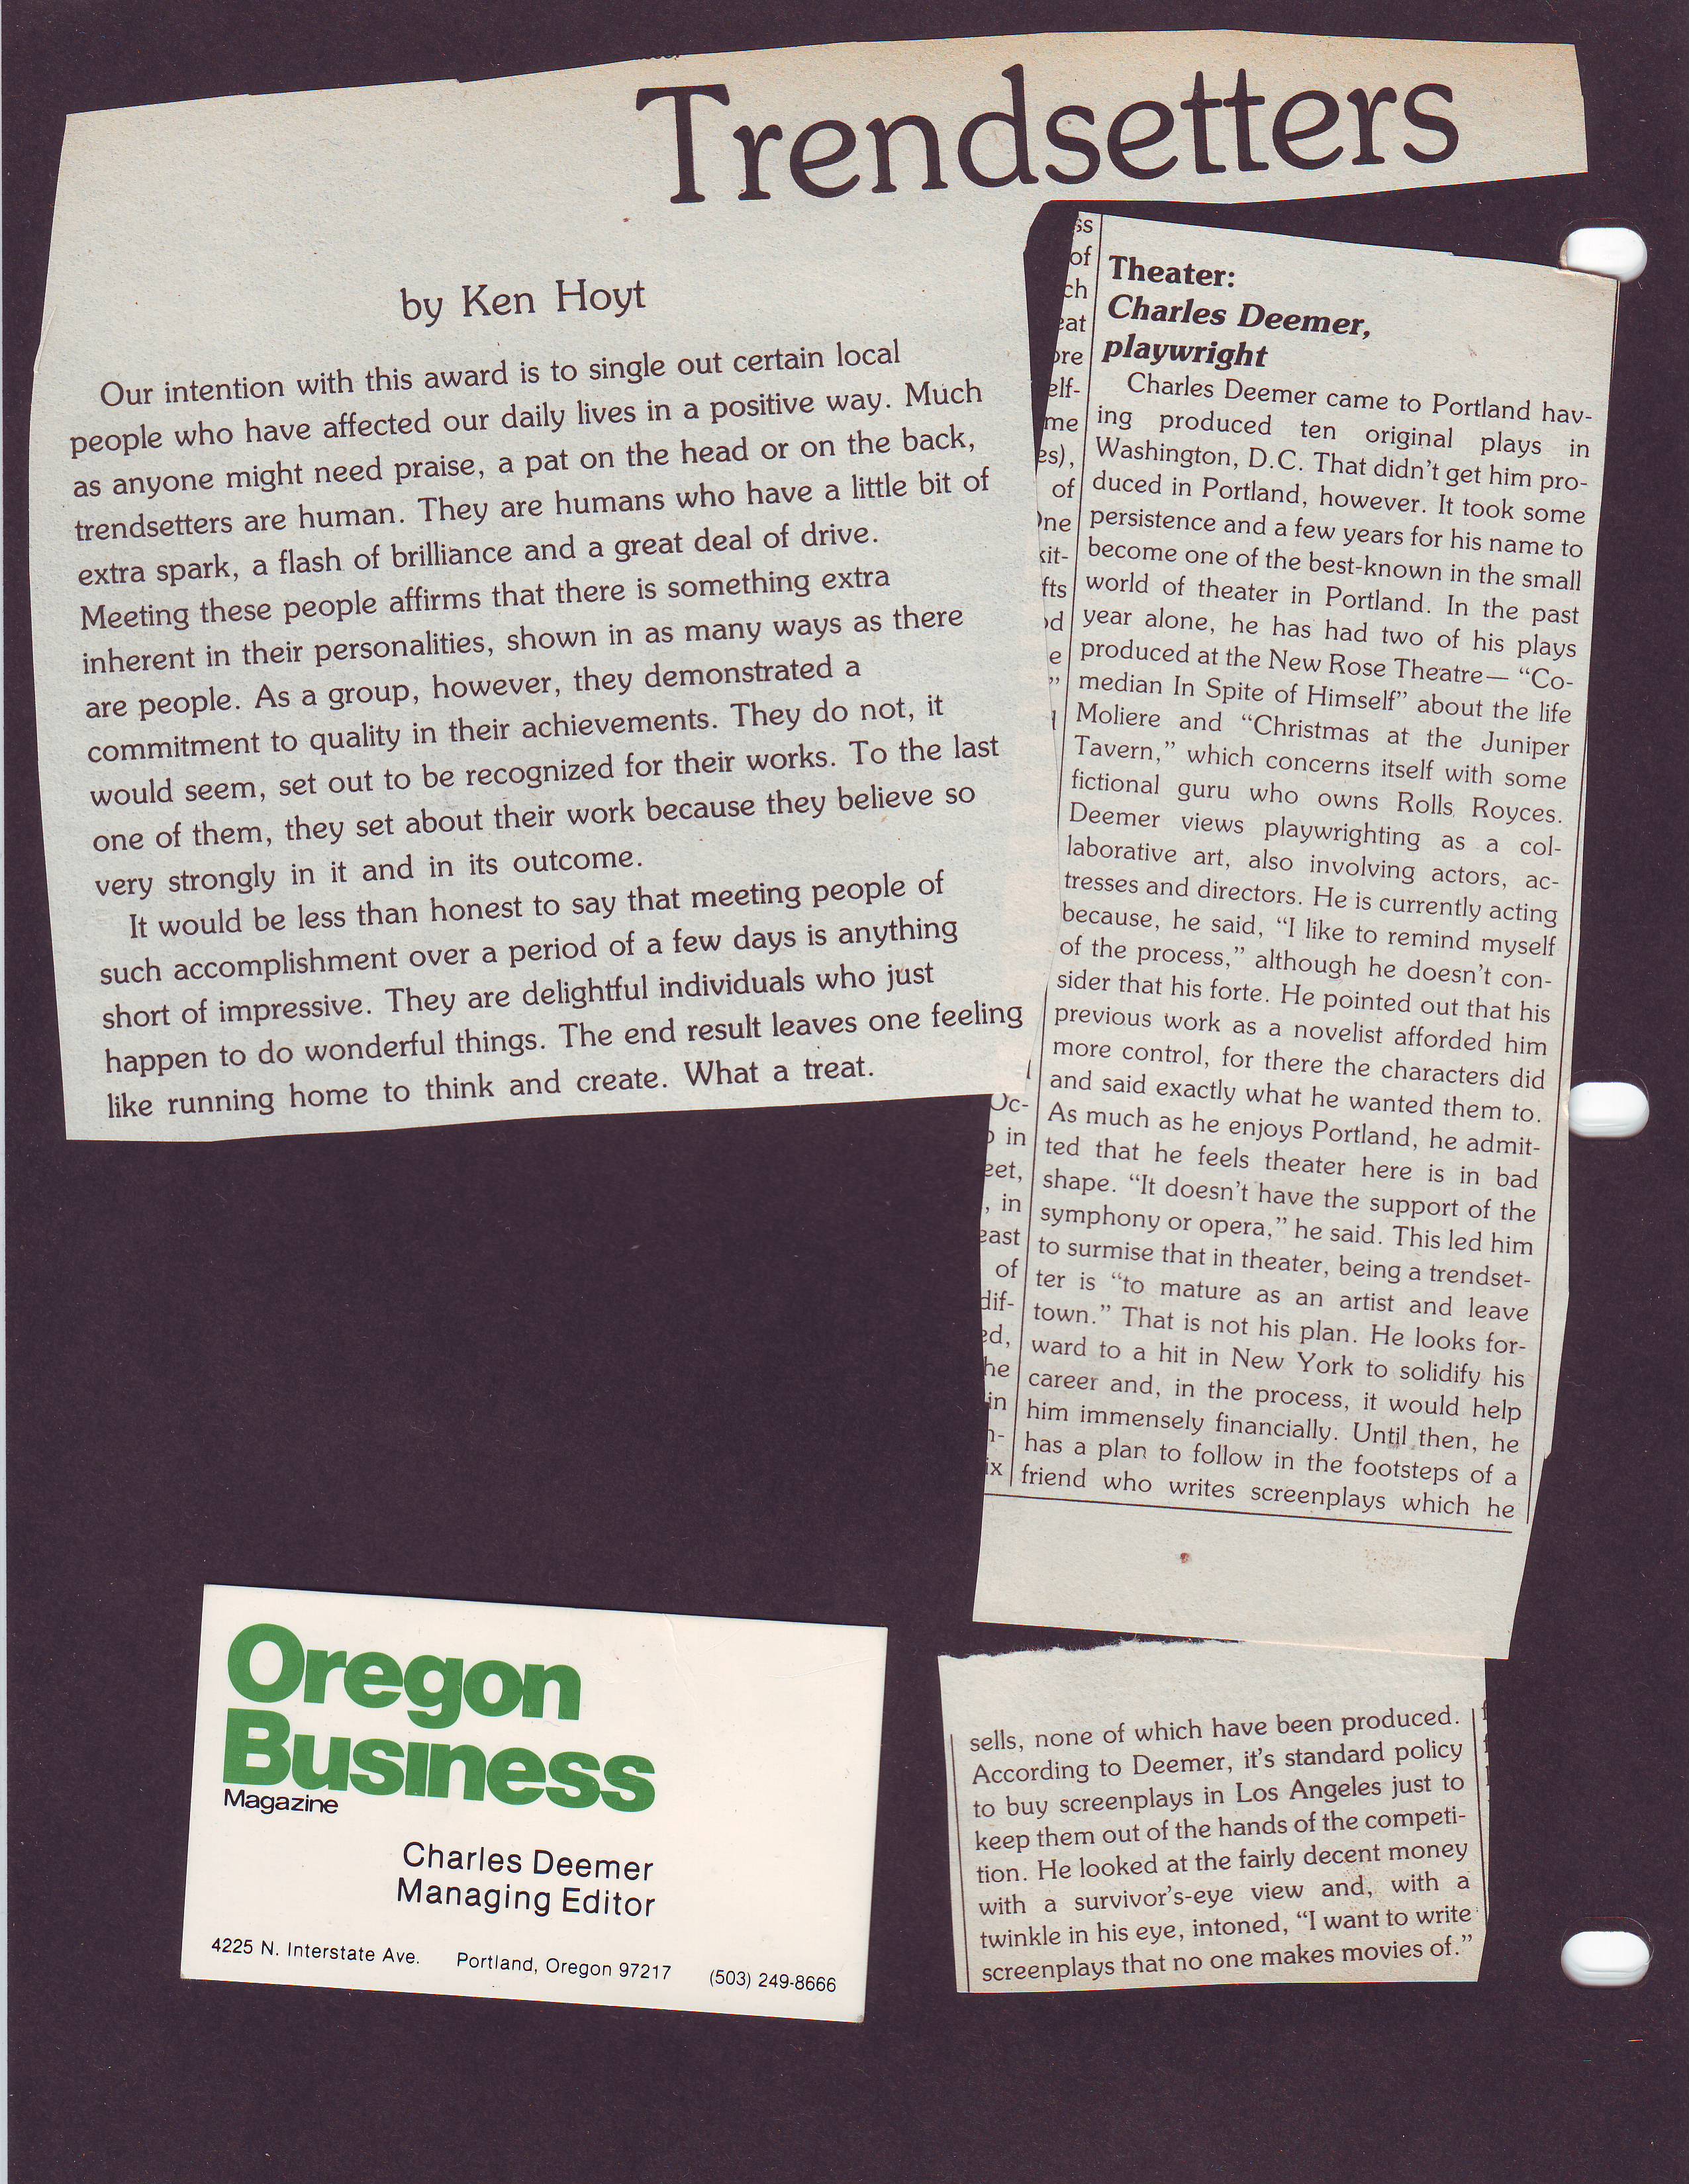 Trendsetters
by Ken Hoyt
Our intention with this award is to single out certain local
people who have affected our daily lives in a positive way. Much
as anyone might need praise, a pat on the head or on the back,
trendsetters are human. They are humans who have a little bit of
extra spark, a flash of brilliance and a great deal of drive.
Meeting these people affirms that there is something extra
inherent in their personalities, shown in as many ways as there
are people. As a group, however, they demonstrated a
commitment to quality in their achievements. They do not, it
would seem, set out to be recognized for their works. To the last
one of them, they set about their work because they believe so
very strongly in it and in its outcome.
It would be less than honest to say that meeting people of
such accomplishment over a period of a few days is anything
short of impressive. They are delightful individuals who just
happen to do wonderful things. The end result leaves one feeling
like running home to think and create. What a treat.
Theater:
Charles Deemer,
playwright
Charles Deemer came to Portland hav-
ing produced ten original plays in
Washington, D.C. That didn't get him pro-
duced in Portland, however. It took some
persistence and a few years for his name to
become one of the best-known in the small
world of theater in Portland. In the past
year alone, he has had two of his plays
produced at the New Rose Theatre— “Co-
median In Spite of Himself” about the life
Moliere and “Christmas at the Juniper
Tavern,” which concerns itself with some
fictional guru who owns Rolls Royces.
Deemer views playwrighting as a col-
laborative art, also involving actors, ac-
tresses and directors. He is currently acting
because, he said, “I like to remind myself
of the process,” although he doesn't con-
sider that his forte. He pointed out that his
previous work as a novelist afforded him
more control, for there the characters did
and said exactly what he wanted them to.
As much as he enjoys Portland, he admit-
ted that he feels theater here is in bad
shape. “It doesn't have the support of the
symphony or opera,” he said. This led him
to surmise that in theater, being a trendset-
ter is “to mature as an artist and leave
town.” That is not his plan. He looks for-
ward to a hit in New York to solidify his
career and, in the process, it would help
him immensely financially. Until then, he
has a plan to follow in the footsteps of a
friend who writes screenplays which he
sells, none of which have been produced.
According to Deemer, it's standard policy
to buy screenplays in Los Angeles just to
keep them out of the hands of the competi-
tion. He looked at the fairly decent money
with a survivor's-eye view and, with a
twinkle in his eye, intoned, “I want to write
screenplays that no one makes movies of.”
Oregon
Business
Magazine
Charles Deemer
Managing Editor
4225 N. Interstate Ave. Portland, Oregon 97217 (503) 249-8666